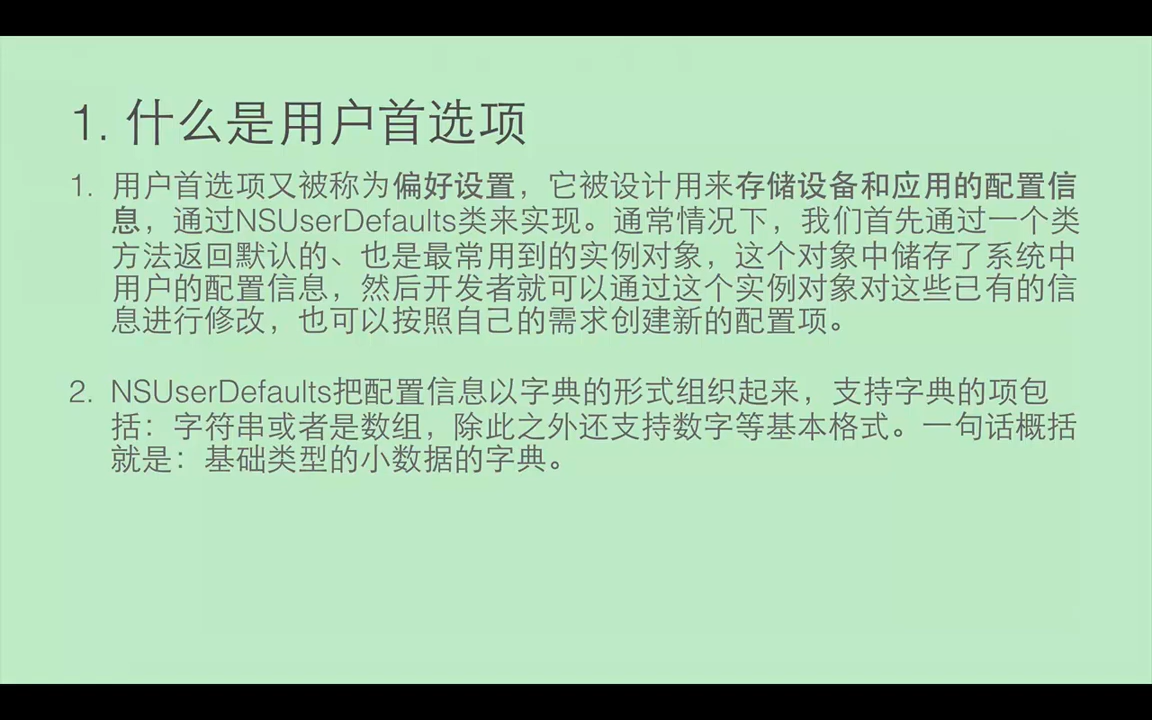 1. 什么是用户首选项
1. 用户首选项又被称为偏好设置，它被设计用来存储设备和应用的配置信
息，通过NSUserDefaults类来实现。通常情况下，我们首先通过一个类
方法返回默认的、也是最常用到的实例对象，这个对象中储存了系统中
用户的配置信息，然后开发者就可以通过这个实例对象对这些已有的信
息进行修改，也可以按照自己的需求创建新的配置项。
2. NSUserDefaults把配置信息以字典的形式组织起来，支持字典的项包
括：字符串或者是数组，除此之外还支持数字等基本格式。一句话概括
就是：基础类型的小数据的字典。